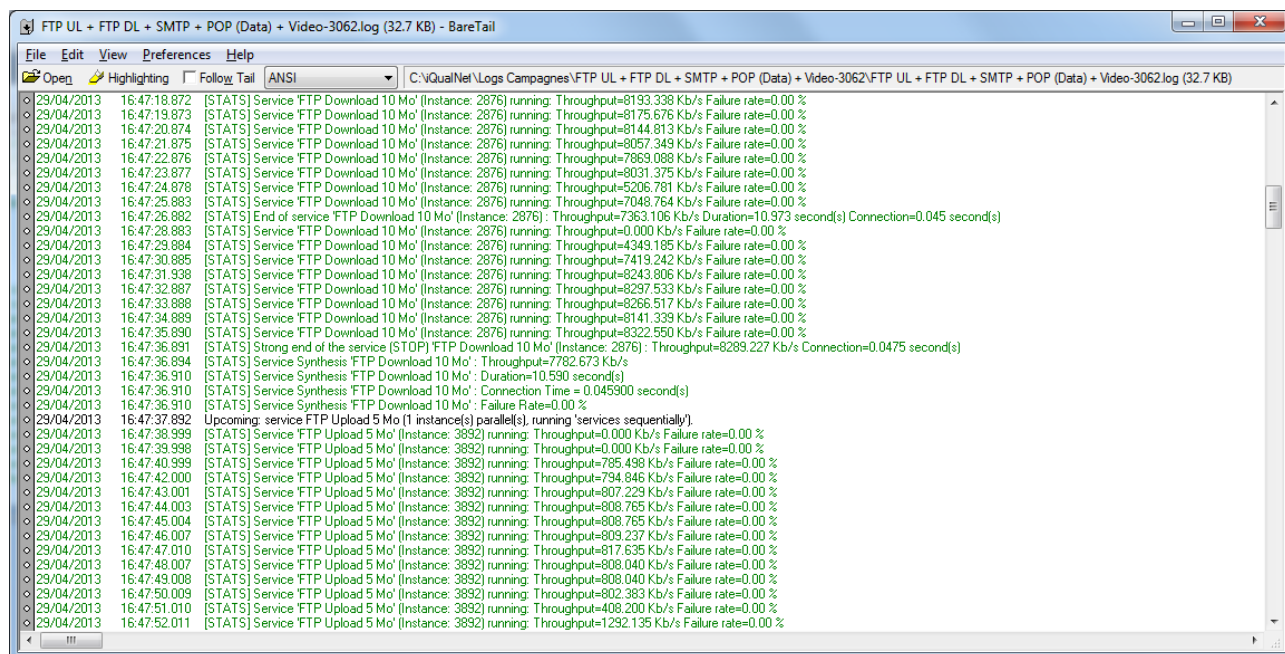 FTP UL + FTP DL + SMTP + POP (Data) + Video-3062.log (32.7 KB) - BareTail
File Edit View Preferences Help
Open Highlighting Follow Tail ANSI C:\iQualNet\Logs Campagnes\FTP UL + FTP DL + SMTP + POP (Data) + Video-3062\FTP UL + FTP DL + SMTP + POP (Data) + Video-3062.log (32.7 KB)
29/04/2013 16:47:18.872 [STATS] Service 'FTP Download 10 Mo' (Instance: 2876) running: Throughput=8193.338 Kb/s Failure rate=0.00 %
29/04/2013 16:47:19.873 [STATS] Service 'FTP Download 10 Mo' (Instance: 2876) running: Throughput=8175.676 Kb/s Failure rate=0.00 %
29/04/2013 16:47:20.874 [STATS] Service 'FTP Download 10 Mo' (Instance: 2876) running: Throughput=8144.813 Kb/s Failure rate=0.00 %
29/04/2013 16:47:21.875 [STATS] Service 'FTP Download 10 Mo' (Instance: 2876) running: Throughput=8057.349 Kb/s Failure rate=0.00 %
29/04/2013 16:47:22.876 [STATS] Service 'FTP Download 10 Mo' (Instance: 2876) running: Throughput=7869.088 Kb/s Failure rate=0.00 %
29/04/2013 16:47:23.877 [STATS] Service 'FTP Download 10 Mo' (Instance: 2876) running: Throughput=8031.375 Kb/s Failure rate=0.00 %
29/04/2013 16:47:24.878 [STATS] Service 'FTP Download 10 Mo' (Instance: 2876) running: Throughput=5206.781 Kb/s Failure rate=0.00 %
29/04/2013 16:47:25.883 [STATS] Service 'FTP Download 10 Mo' (Instance: 2876) running: Throughput=7048.764 Kb/s Failure rate=0.00 %
29/04/2013 16:47:26.882 [STATS] End of service 'FTP Download 10 Mo' (Instance: 2876) : Throughput=7363.106 Kb/s Duration=10.973 second(s) Connection=0.045 second(s)
29/04/2013 16:47:28.883 [STATS] Service 'FTP Download 10 Mo' (Instance: 2876) running: Throughput=0.000 Kb/s Failure rate=0.00 %
29/04/2013 16:47:29.884 [STATS] Service 'FTP Download 10 Mo' (Instance: 2876) running: Throughput=4349.185 Kb/s Failure rate=0.00 %
29/04/2013 16:47:30.885 [STATS] Service 'FTP Download 10 Mo' (Instance: 2876) running: Throughput=7419.242 Kb/s Failure rate=0.00 %
29/04/2013 16:47:31.938 [STATS] Service 'FTP Download 10 Mo' (Instance: 2876) running: Throughput=8243.806 Kb/s Failure rate=0.00 %
29/04/2013 16:47:32.887 [STATS] Service 'FTP Download 10 Mo' (Instance: 2876) running: Throughput=8297.533 Kb/s Failure rate=0.00 %
29/04/2013 16:47:33.888 [STATS] Service 'FTP Download 10 Mo' (Instance: 2876) running: Throughput=8266.517 Kb/s Failure rate=0.00 %
29/04/2013 16:47:34.889 [STATS] Service 'FTP Download 10 Mo' (Instance: 2876) running: Throughput=8141.339 Kb/s Failure rate=0.00 %
29/04/2013 16:47:35.890 [STATS] Service 'FTP Download 10 Mo' (Instance: 2876) running: Throughput=8322.550 Kb/s Failure rate=0.00 %
29/04/2013 16:47:36.891 [STATS] Strong end of the service (STOP) 'FTP Download 10 Mo' (Instance: 2876) : Throughput=8289.227 Kb/s Connection=0.0475 second(s)
29/04/2013 16:47:36.894 [STATS] Service Synthesis 'FTP Download 10 Mo' : Throughput=7782.673 Kb/s
29/04/2013 16:47:36.910 [STATS] Service Synthesis 'FTP Download 10 Mo' : Duration=10.590 second(s)
29/04/2013 16:47:36.910 [STATS] Service Synthesis 'FTP Download 10 Mo' : Connection Time = 0.045900 second(s)
29/04/2013 16:47:36.910 [STATS] Service Synthesis 'FTP Download 10 Mo' : Failure Rate=0.00 %
29/04/2013 16:47:37.892 Upcoming: service FTP Upload 5 Mo (1 instance(s) parallel(s), running 'services sequentially').
29/04/2013 16:47:38.999 [STATS] Service 'FTP Upload 5 Mo' (Instance: 3892) running: Throughput=0.000 Kb/s Failure rate=0.00 %
29/04/2013 16:47:39.998 [STATS] Service 'FTP Upload 5 Mo' (Instance: 3892) running: Throughput=0.000 Kb/s Failure rate=0.00 %
29/04/2013 16:47:40.999 [STATS] Service 'FTP Upload 5 Mo' (Instance: 3892) running: Throughput=785.498 Kb/s Failure rate=0.00 %
29/04/2013 16:47:42.000 [STATS] Service 'FTP Upload 5 Mo' (Instance: 3892) running: Throughput=794.846 Kb/s Failure rate=0.00 %
29/04/2013 16:47:43.001 [STATS] Service 'FTP Upload 5 Mo' (Instance: 3892) running: Throughput=807.229 Kb/s Failure rate=0.00 %
29/04/2013 16:47:44.003 [STATS] Service 'FTP Upload 5 Mo' (Instance: 3892) running: Throughput=808.765 Kb/s Failure rate=0.00 %
29/04/2013 16:47:45.004 [STATS] Service 'FTP Upload 5 Mo' (Instance: 3892) running: Throughput=808.765 Kb/s Failure rate=0.00 %
29/04/2013 16:47:46.007 [STATS] Service 'FTP Upload 5 Mo' (Instance: 3892) running: Throughput=809.237 Kb/s Failure rate=0.00 %
29/04/2013 16:47:47.010 [STATS] Service 'FTP Upload 5 Mo' (Instance: 3892) running: Throughput=817.635 Kb/s Failure rate=0.00 %
29/04/2013 16:47:48.007 [STATS] Service 'FTP Upload 5 Mo' (Instance: 3892) running: Throughput=808.040 Kb/s Failure rate=0.00 %
29/04/2013 16:47:49.008 [STATS] Service 'FTP Upload 5 Mo' (Instance: 3892) running: Throughput=808.040 Kb/s Failure rate=0.00 %
29/04/2013 16:47:50.009 [STATS] Service 'FTP Upload 5 Mo' (Instance: 3892) running: Throughput=802.383 Kb/s Failure rate=0.00 %
29/04/2013 16:47:51.010 [STATS] Service 'FTP Upload 5 Mo' (Instance: 3892) running: Throughput=408.200 Kb/s Failure rate=0.00 %
29/04/2013 16:47:52.011 [STATS] Service 'FTP Upload 5 Mo' (Instance: 3892) running: Throughput=1292.135 Kb/s Failure rate=0.00 %